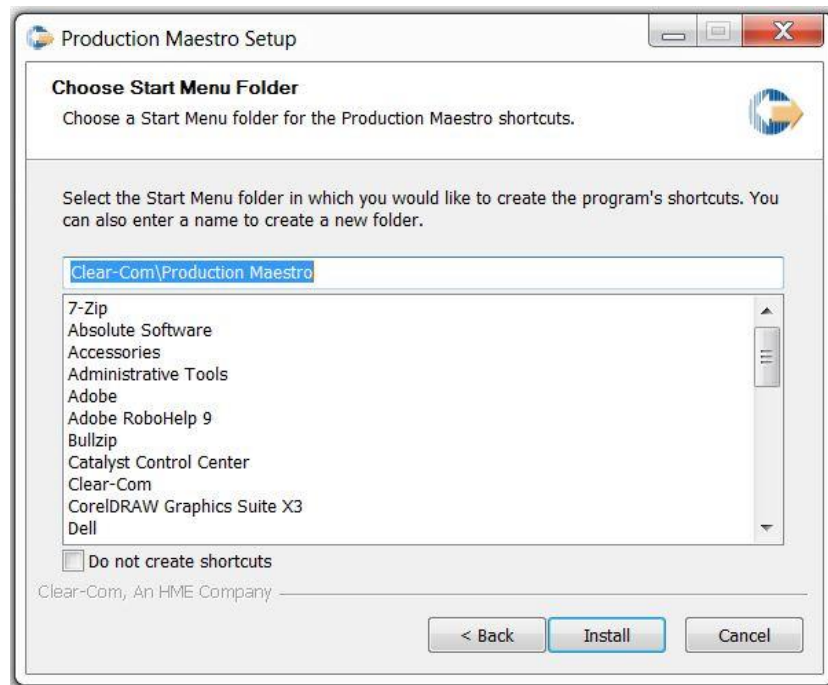 Production Maestro Setup
Choose Start Menu Folder
Choose a Start Menu folder for the Production Maestro shortcuts.
Select the Start Menu folder in which you would like to create the program's shortcuts. You
can also enter a name to create a new folder.
Clear-Com\Production Maestro
7-Zip
Absolute Software
Accessories
Administrative Tools
Adobe
Adobe RoboHelp 9
Bullzip
Catalyst Control Center
Clear-Com
CorelDRAW Graphics Suite X3
Dell
Do not create shortcuts
Clear-Com, An HME Company
< Back Install Cancel